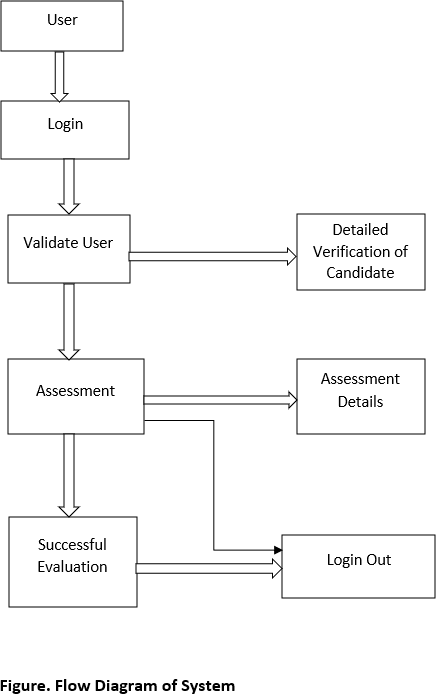 User
Login
Validate User
Detailed
Verification of
Candidate
Assessment
Assessment
Details
Successful
Evaluation
Login Out
Figure. Flow Diagram of System